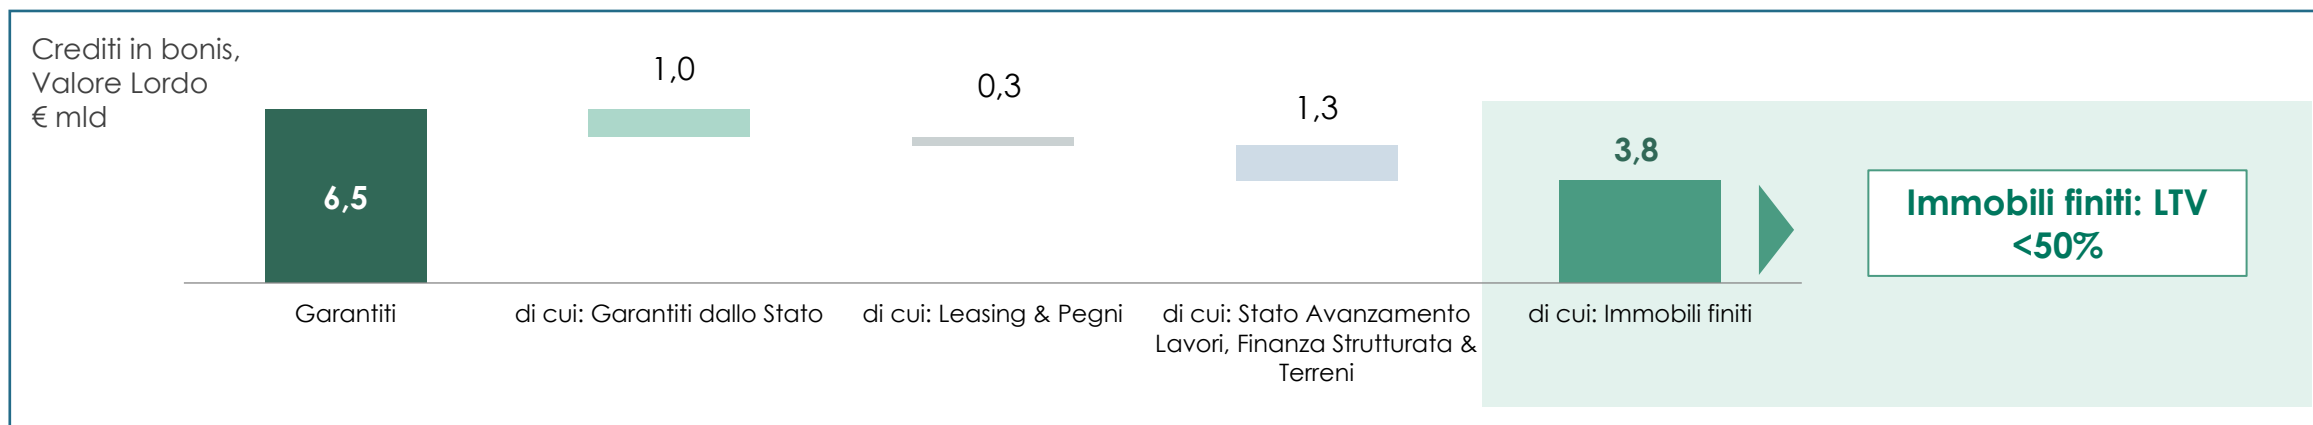 Crediti in bonis,
Valore Lordo
€ mld
6,5
1,0
0,3
1,3
3,8
Immobili finiti: LTV
<50%
Garantiti
di cui: Garantiti dallo Stato
di cui: Leasing & Pegni
di cui: Stato Avanzamento
Lavori, Finanza Strutturata &
Terreni
di cui: Immobili finiti